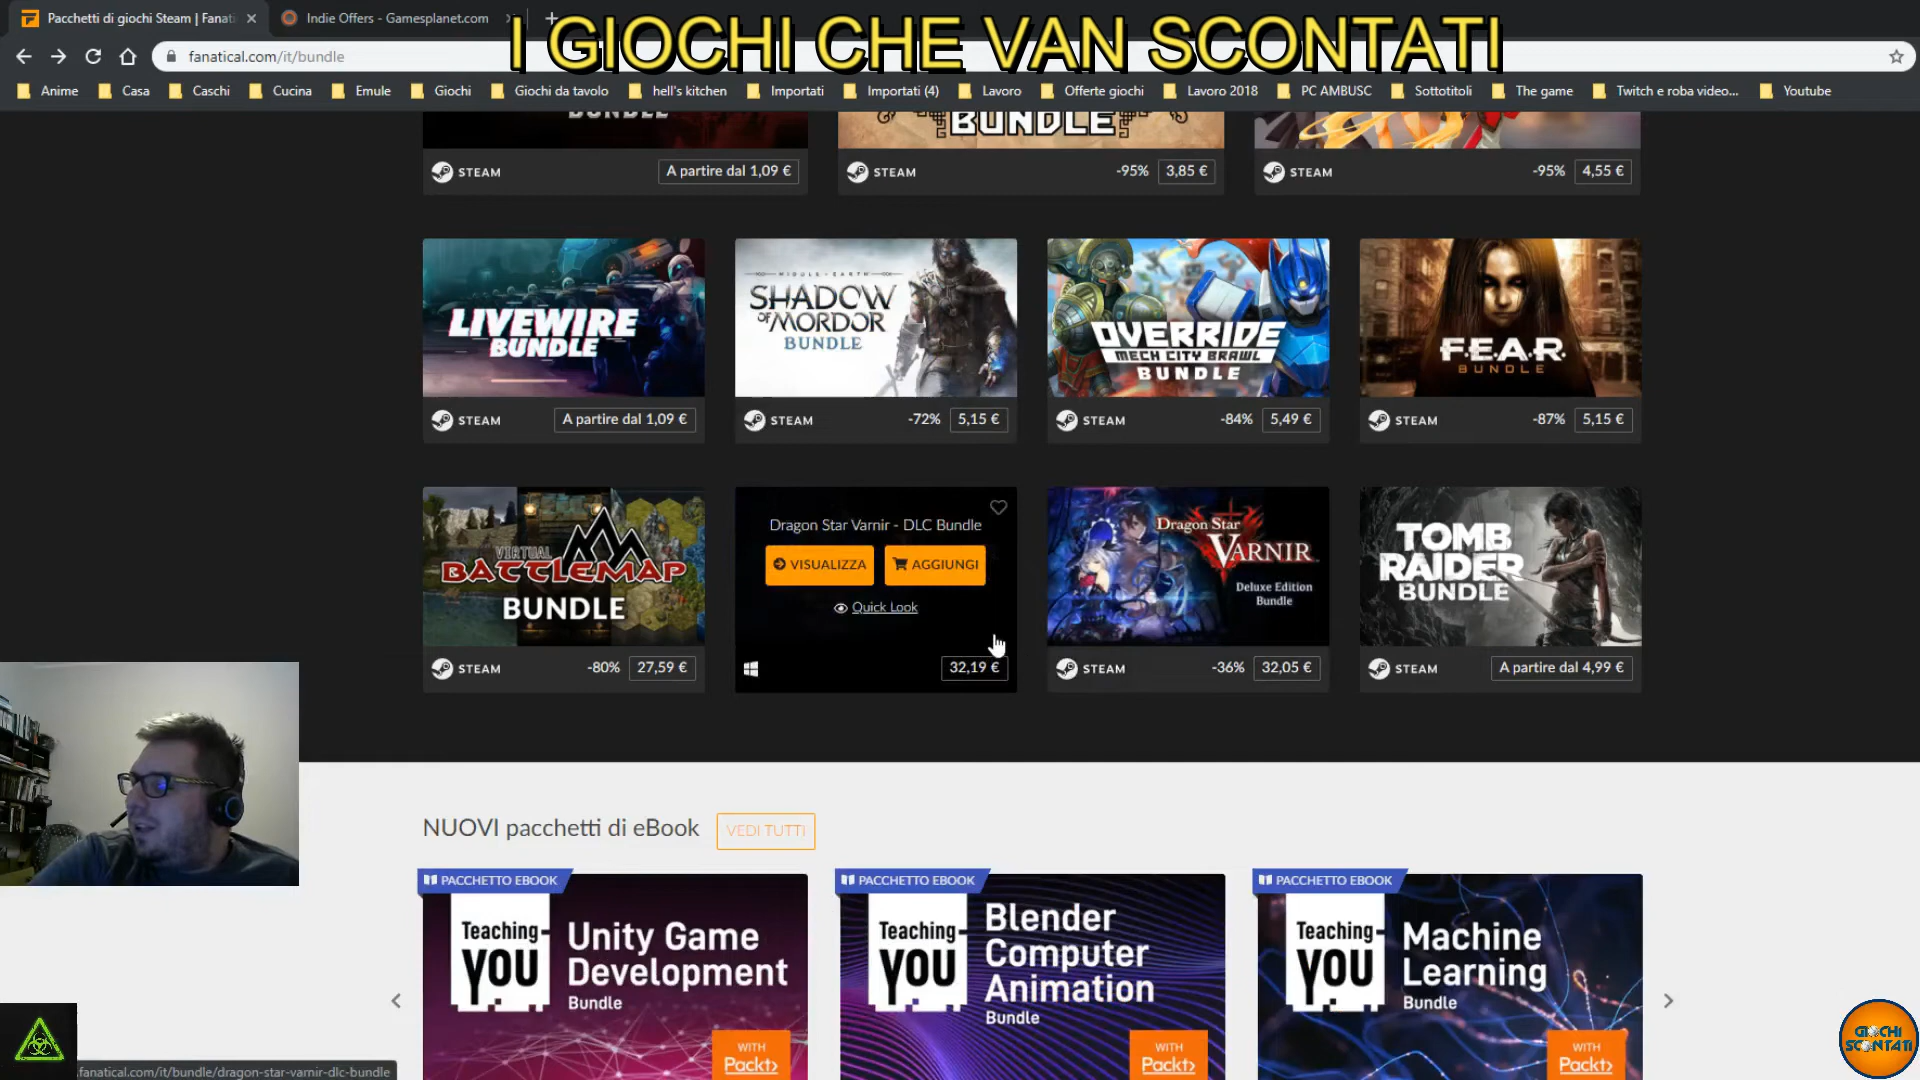 Pacchetti di giochi Steam | Fanati
Indie Offers - Gamesplanet.com
I GIOCHI CHE VAN SCONTATI
fanatical.com/it/bundle
Anime Casa Caschi Cucina Emule Giochi Giochi da tavolo hell's kitchen Importati Importati (4) Lavoro Offerte giochi Lavoro 2018 PC AMBUSC Sottotitoli The game Twitch e roba video... Youtube
BUNDLE BUNDLE
STEAM A partire dal 1,09 € STEAM -95% 3,85 € STEAM -95% 4,55 €
LIVEWIRE
BUNDLE
MIDDLE-EARTH
SHADOW
OF MORDOR
BUNDLE
OVERRIDE
MECH CITY BRAWL
BUNDLE
F.E.A.R.
BUNDLE
STEAM A partire dal 1,09 € STEAM -72% 5,15 € STEAM -84% 5,49 € STEAM -87% 5,15 €
VIRTUAL
BATTLEMAP
BUNDLE
Dragon Star Varnir - DLC Bundle
VISUALIZZA AGGIUNGI
Quick Look
Dragon Star
VARNIR
Deluxe Edition
Bundle
TOMB
RAIDER
BUNDLE
STEAM -80% 27,59 € 32,19 € STEAM -36% 32,05 € STEAM A partire dal 4,99 €
NUOVI pacchetti di eBook VEDI TUTTI
PACCHETTO EBOOK PACCHETTO EBOOK PACCHETTO EBOOK
Teaching
YOU
Unity Game
Development
Bundle
WITH
Packt>
Teaching
YOU
Blender
Computer
Animation
Bundle
WITH
Packt>
Teaching
YOU
Machine
Learning
Bundle
WITH
Packt>
GIOCHI
SCONTATI
fanatical.com/it/bundle/dragon-star-varnir-dlc-bundle